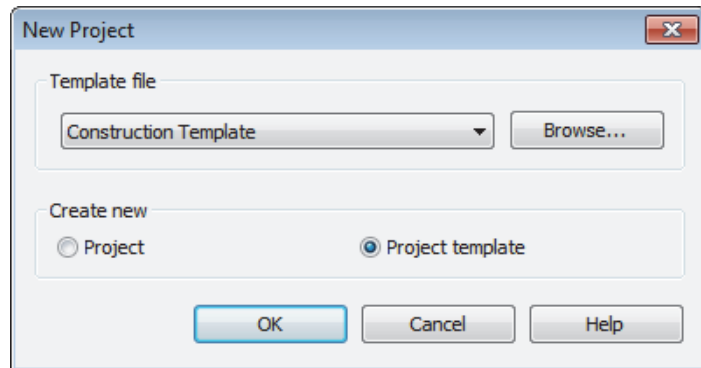 New Project
Template file
Construction Template
Browse...
Create new
Project
Project template
OK
Cancel
Help